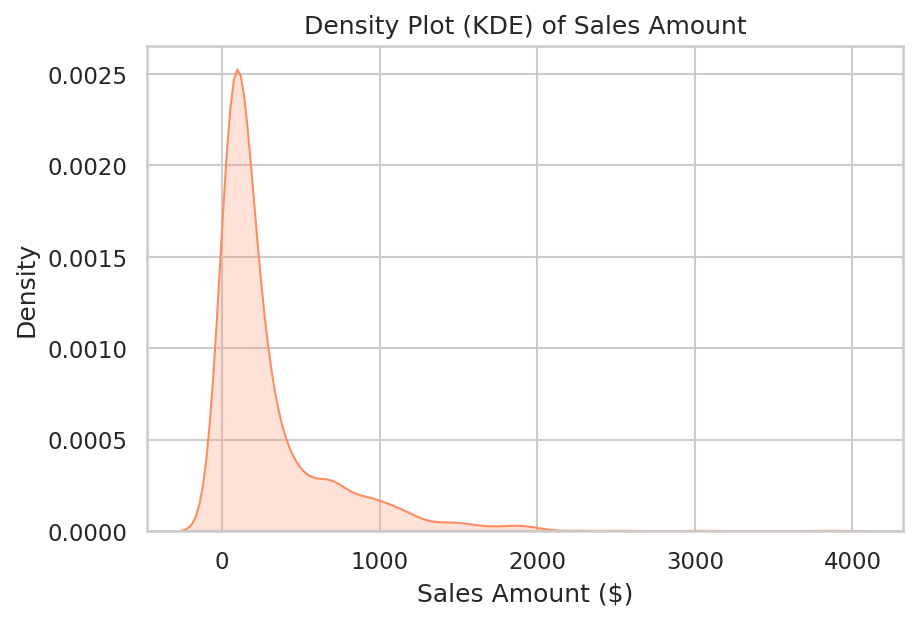 Density Plot (KDE) of Sales Amount
0.0025
0.0020
0.0015
0.0010
0.0005
0.0000
Density
0 1000 2000 3000 4000
Sales Amount ($)